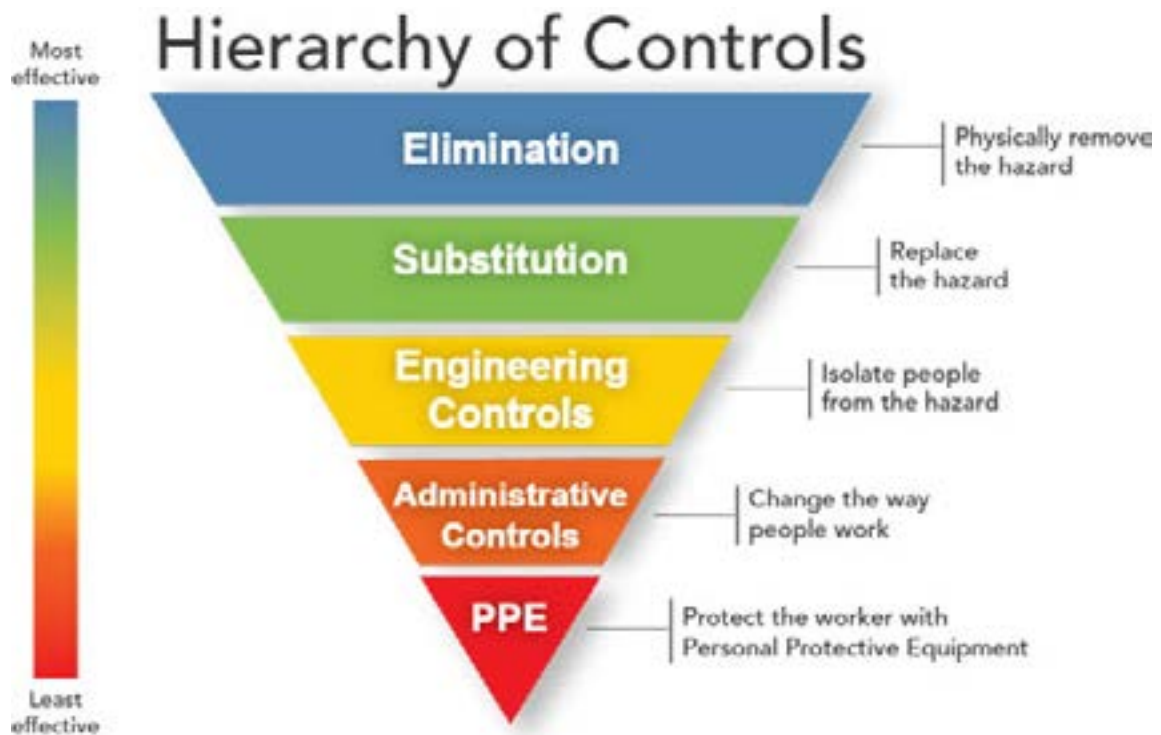 Hierarchy of Controls
Most
effective
Elimination
Physically remove
the hazard
Substitution
Replace
the hazard
Engineering
Controls
Isolate people
from the hazard
Administrative
Controls
Change the way
people work
PPE
Protect the worker with
Personal Protective Equipment
Least
effective